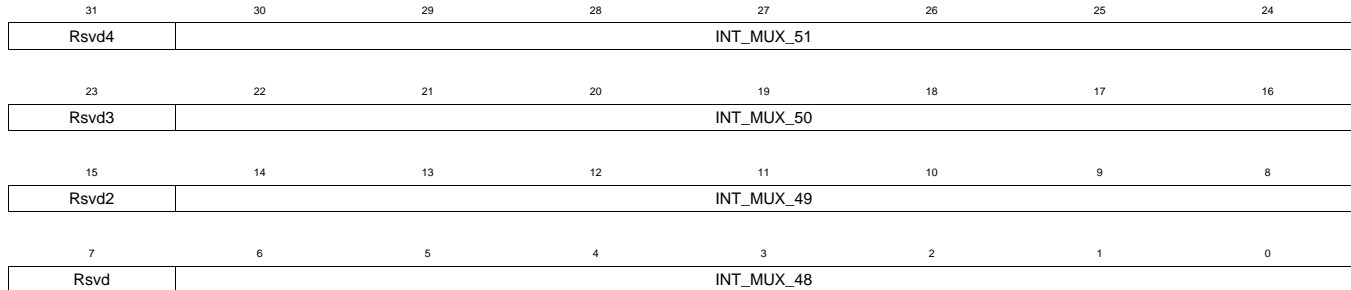 31 30 29 28 27 26 25 24
Rsvd4 INT_MUX_51
23 22 21 20 19 18 17 16
Rsvd3 INT_MUX_50
15 14 13 12 11 10 9 8
Rsvd2 INT_MUX_49
7 6 5 4 3 2 1 0
Rsvd INT_MUX_48